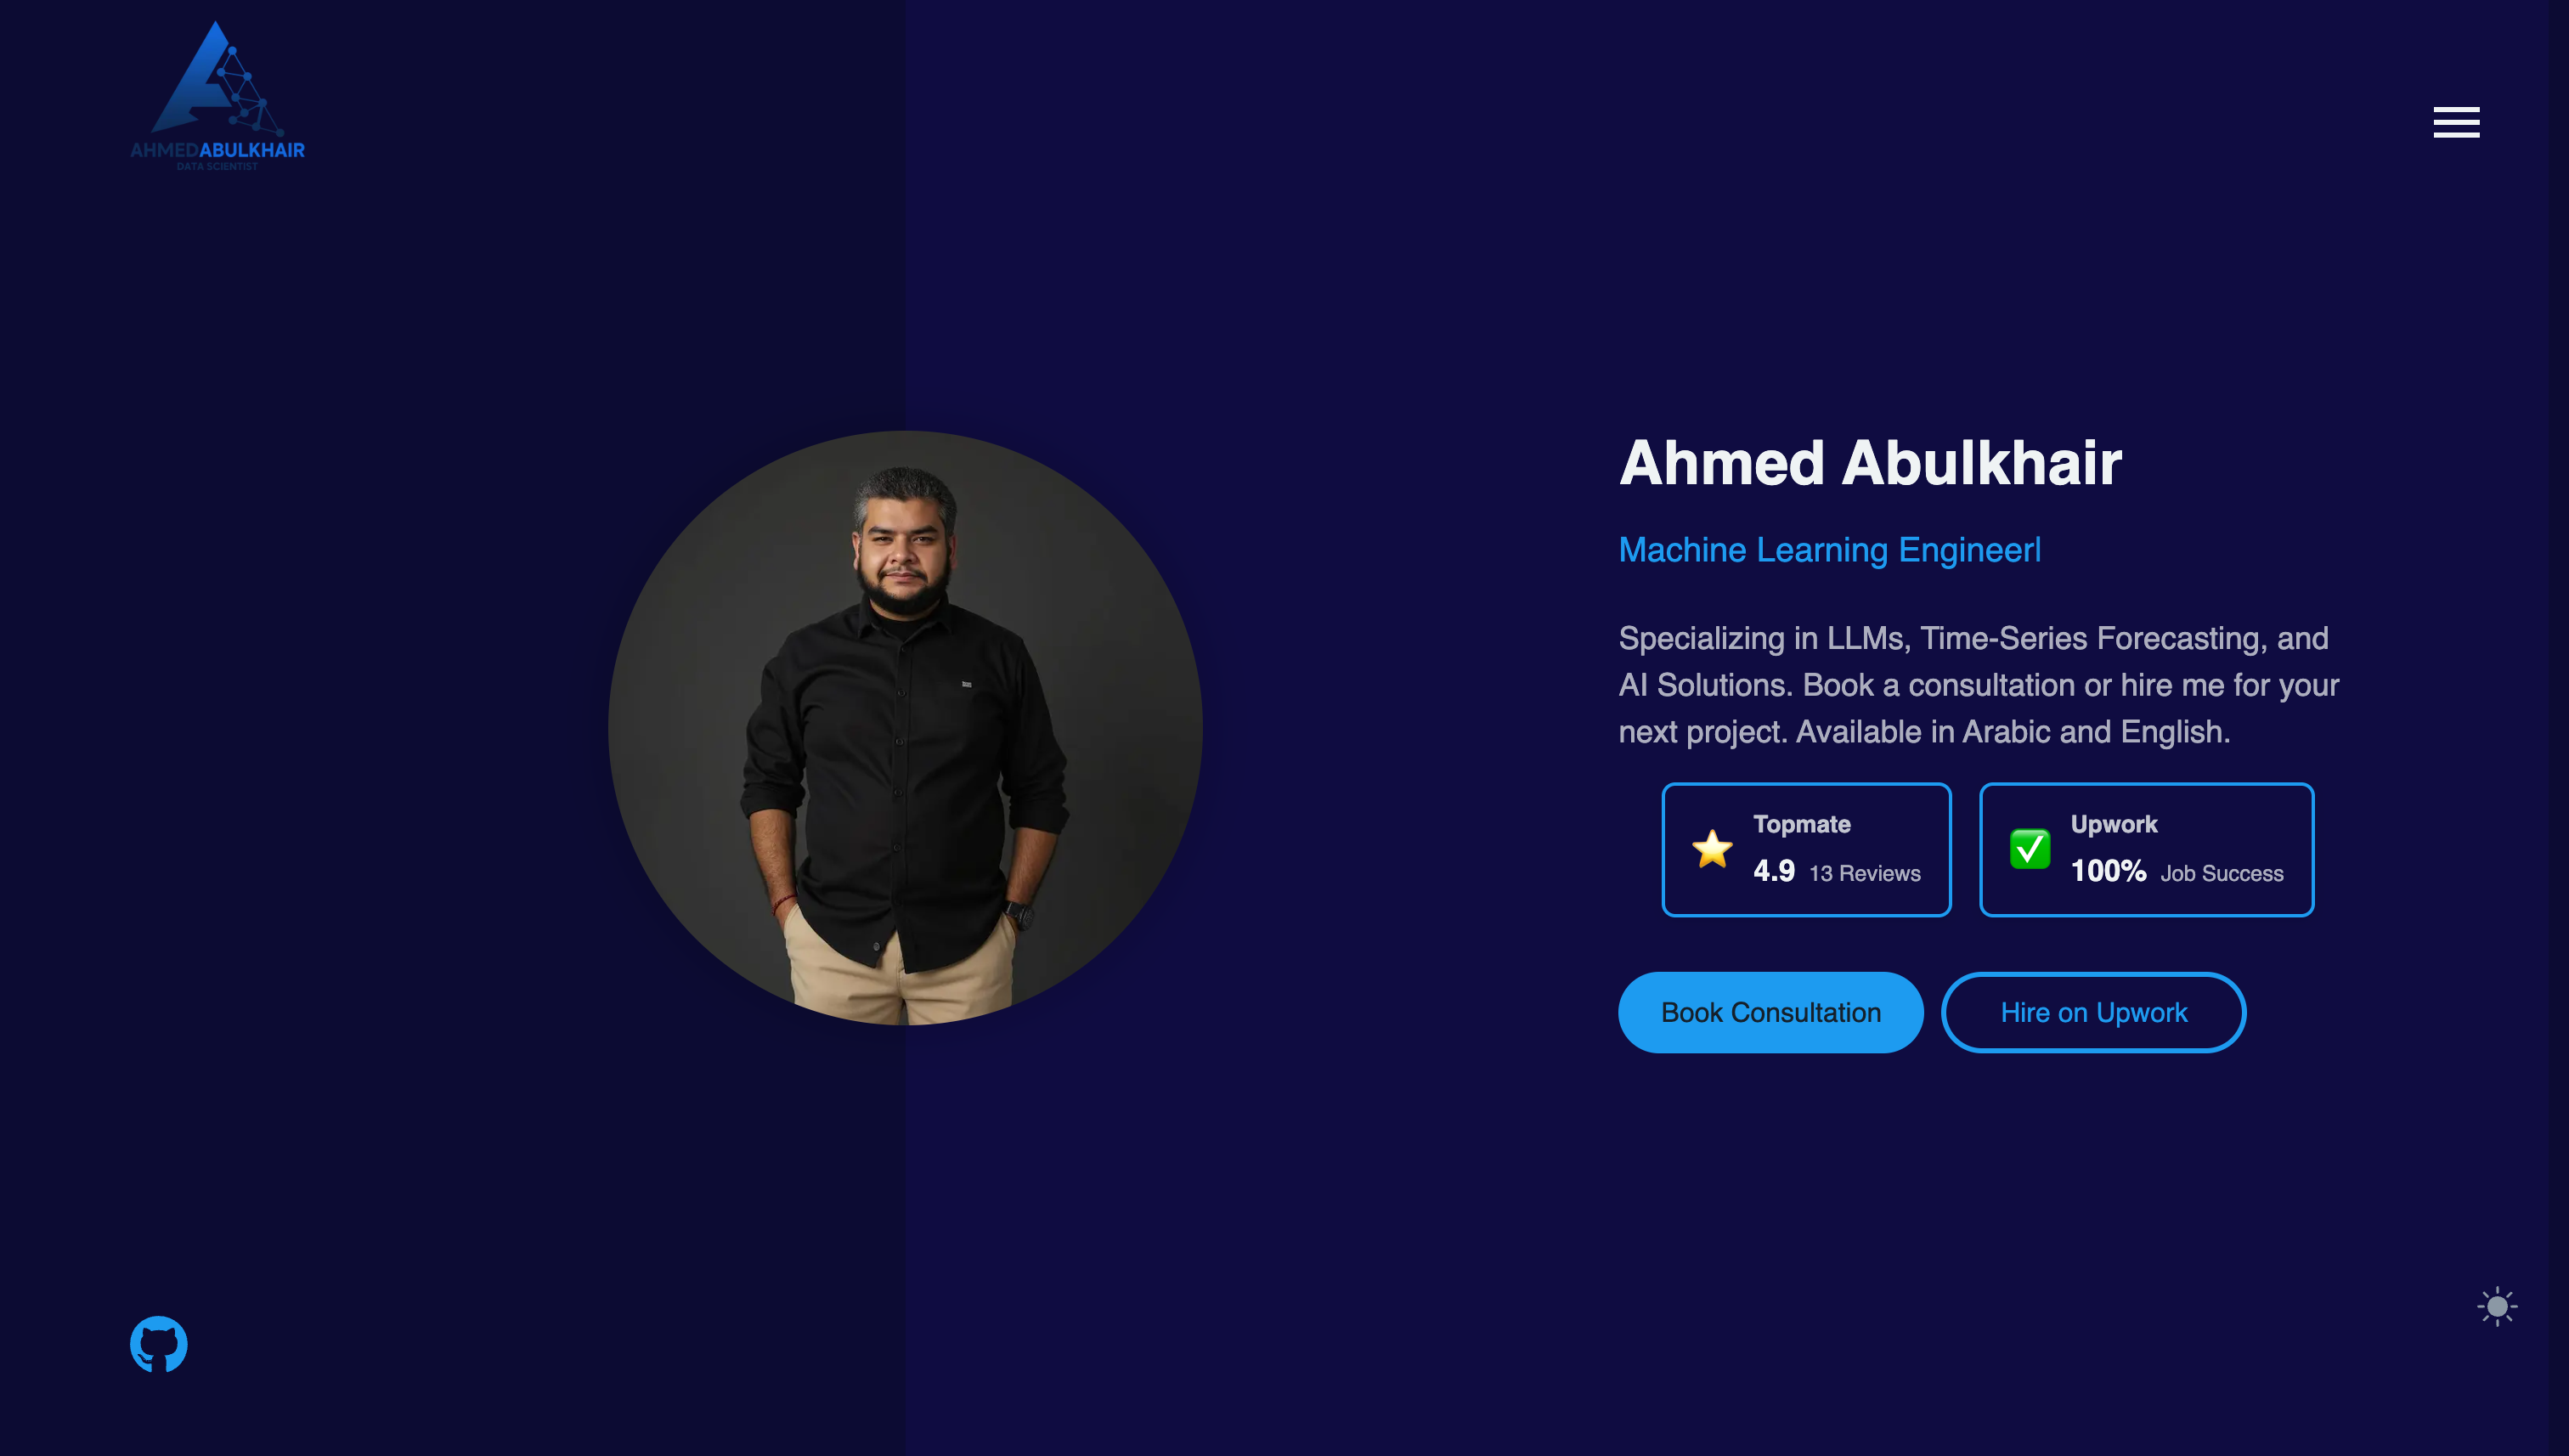 AHMEDABULKHAIR
DATA SCIENTIST
Ahmed Abulkhair
Machine Learning Engineer|
Specializing in LLMs, Time-Series Forecasting, and
AI Solutions. Book a consultation or hire me for your
next project. Available in Arabic and English.
Topmate
4.9 13 Reviews
Upwork
100% Job Success
Book Consultation
Hire on Upwork